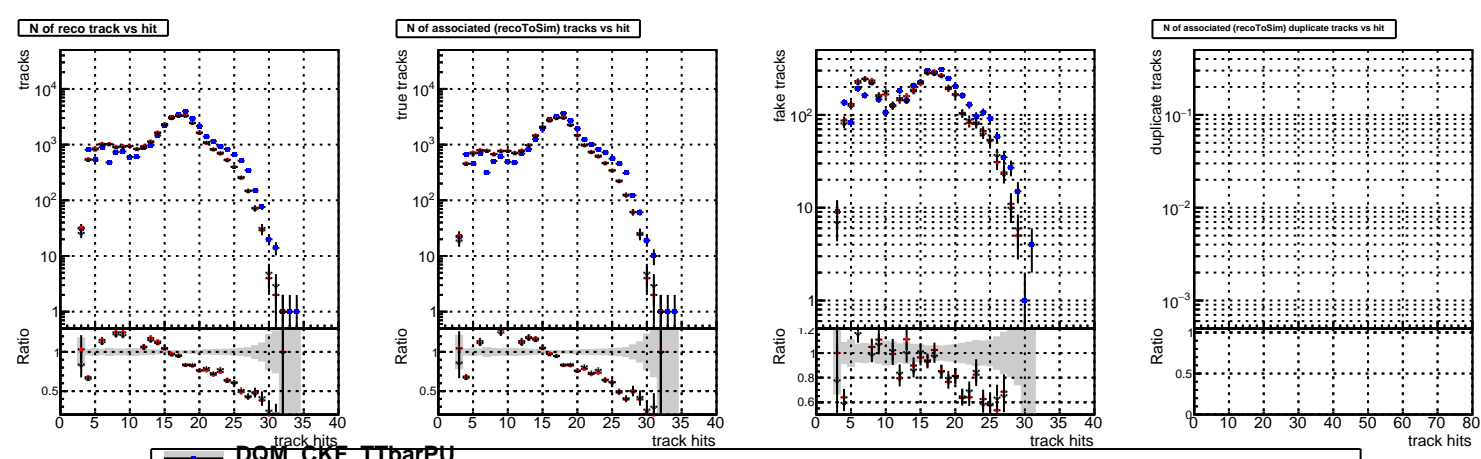 N of reco track vs hit
N of associated (recoToSim) tracks vs hit
N of associated (recoToSim) duplicate tracks vs hit
tracks
10⁴
10³
10²
10
1
Ratio
1
0.5
0 5 10 15 20 25 30 35 40
track hits
true tracks
10⁴
10³
10²
10
1
Ratio
1
0.5
0 5 10 15 20 25 30 35 40
track hits
fake tracks
10²
10
1
Ratio
1.2
1
0.8
0.6
0 5 10 15 20 25 30 35 40
track hits
duplicate tracks
10⁻¹
10⁻²
10⁻³
Ratio
1
0.5
0
0 10 20 30 40 50 60 70 80
track hits
DQM_CKF_TTbarPU